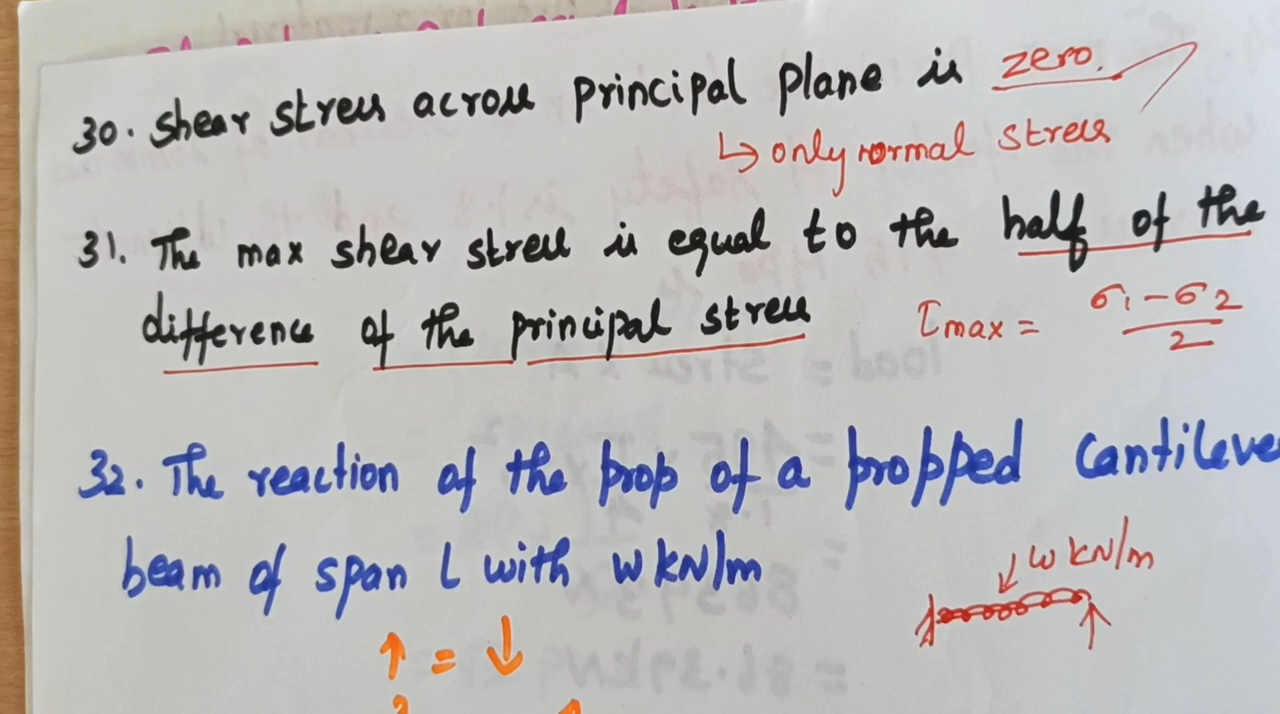 30. Shear stress across principal plane is zero.
↳ only normal stress
31. The max shear stress is equal to the half of the
difference of the principal stress τmax = σ1-σ2/2
32. The reaction of the prop of a propped Cantileve
beam of span l with w kN/m
w kN/m
↑ = ↓